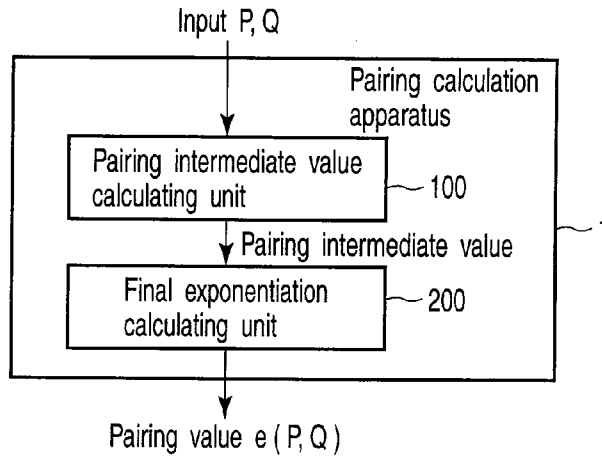 Input P, Q
Pairing calculation
apparatus
Pairing intermediate value
calculating unit
100
Pairing intermediate value
Final exponentiation
calculating unit
200
Pairing value e ( P, Q )